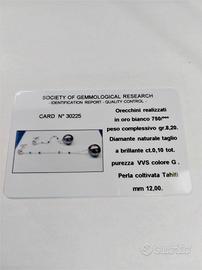 SOCIETY OF GEMMOLOGICAL RESEARCH
- IDENTIFICATION REPORT - QUALITY CONTROL -
CARD N° 30225
Orecchini realizzati
in oro bianco 750/°°°
peso complessivo gr.8,20.
Diamante naturale taglio
a brillante ct.0,10 tot.
purezza VVS colore G.
Perla coltivata Tahiti
mm 12,00.
subito